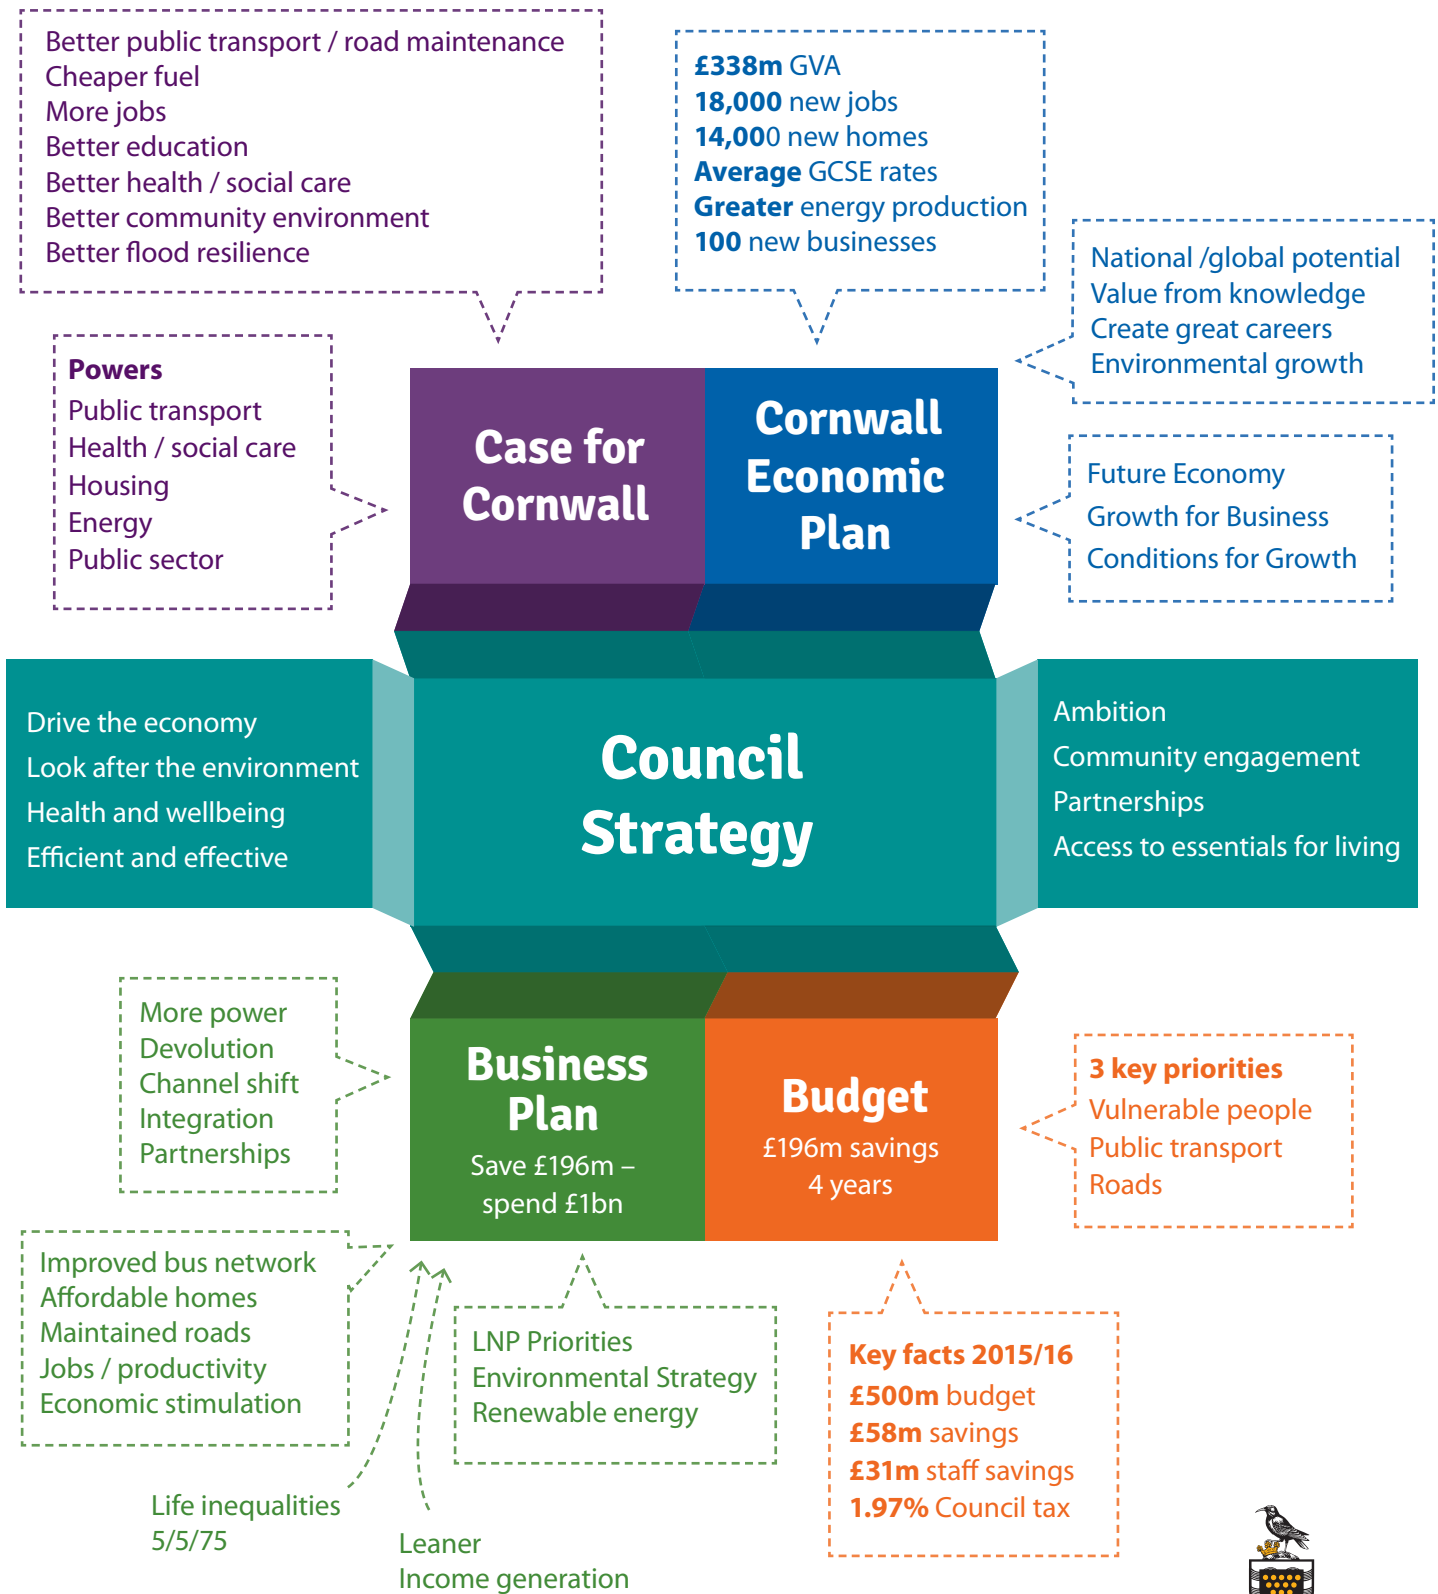 Better public transport / road maintenance
Cheaper fuel
More jobs
Better education
Better health / social care
Better community environment
Better flood resilience
£338m GVA
18,000 new jobs
14,000 new homes
Average GCSE rates
Greater energy production
100 new businesses
National /global potential
Value from knowledge
Create great careers
Environmental growth
Powers
Public transport
Health / social care
Housing
Energy
Public sector
Case for
Cornwall
Cornwall
Economic
Plan
Future Economy
Growth for Business
Conditions for Growth
Drive the economy
Look after the environment
Health and wellbeing
Efficient and effective
Council
Strategy
Ambition
Community engagement
Partnerships
Access to essentials for living
More power
Devolution
Channel shift
Integration
Partnerships
Business
Plan
Save £196m –
spend £1bn
Budget
£196m savings
4 years
3 key priorities
Vulnerable people
Public transport
Roads
Improved bus network
Affordable homes
Maintained roads
Jobs / productivity
Economic stimulation
LNP Priorities
Environmental Strategy
Renewable energy
Key facts 2015/16
£500m budget
£58m savings
£31m staff savings
1.97% Council tax
Life inequalities
5/5/75
Leaner
Income generation